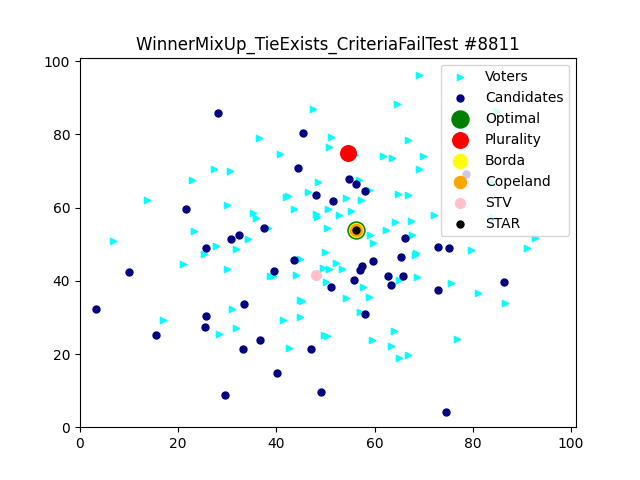 WinnerMixUp_TieExists_CriteriaFailTest #8811
100
80
60
40
20
0
0 20 40 60 80 100
Voters
Candidates
Optimal
Plurality
Borda
Copeland
STV
STAR